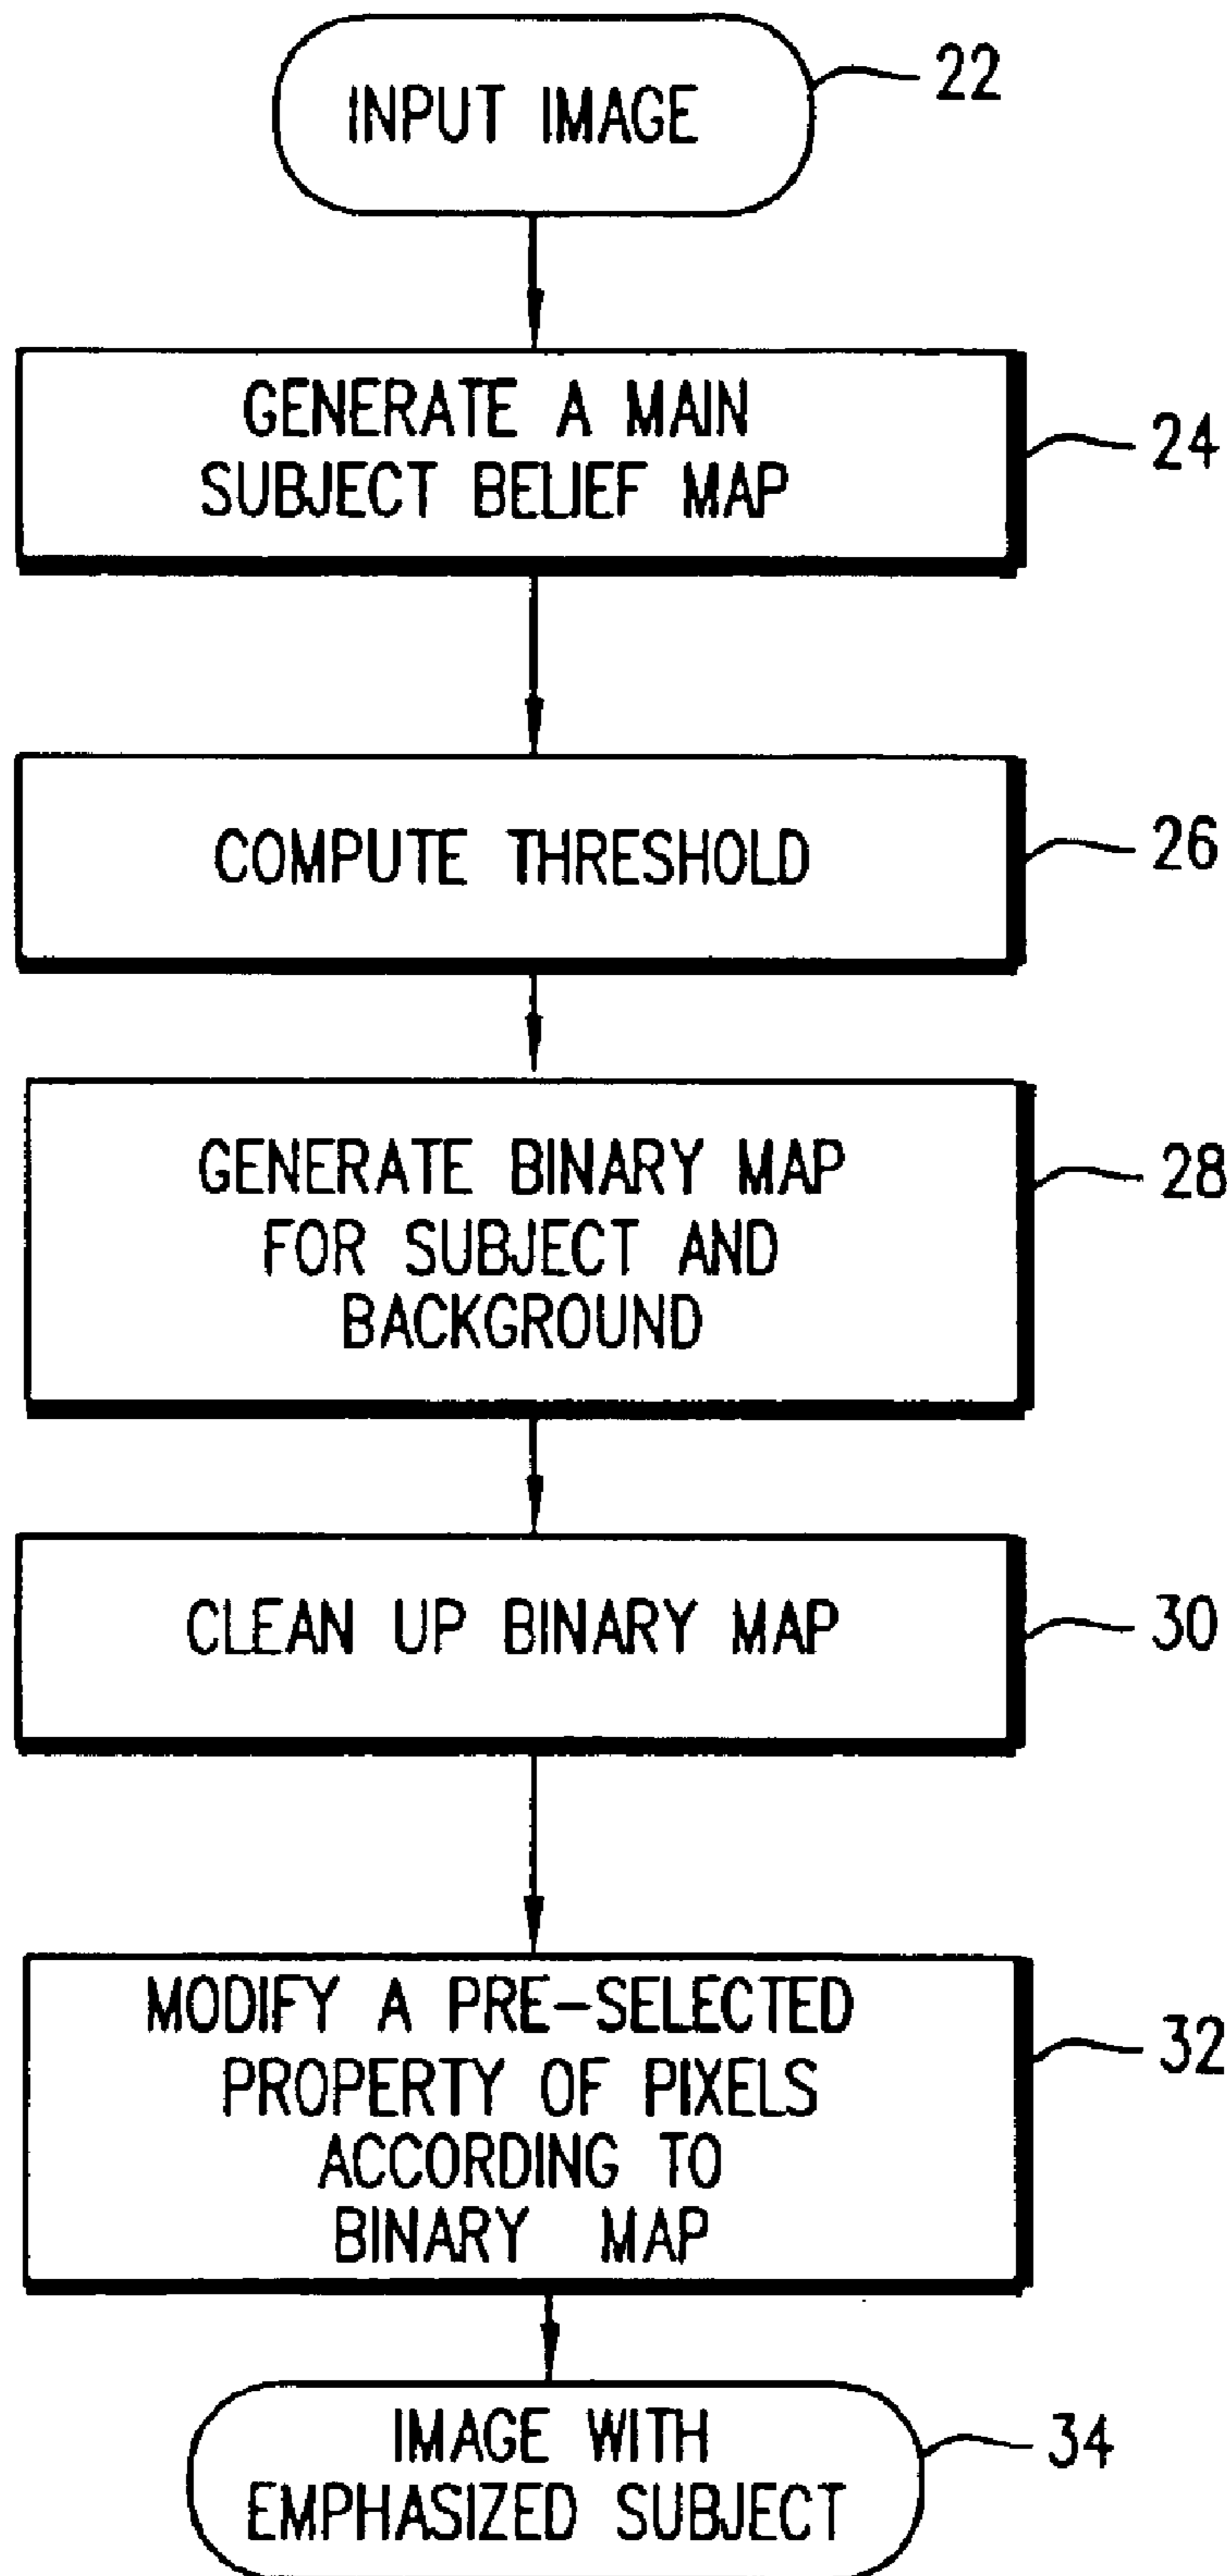 INPUT IMAGE
22
GENERATE A MAIN
SUBJECT BELIEF MAP
24
COMPUTE THRESHOLD
26
GENERATE BINARY MAP
FOR SUBJECT AND
BACKGROUND
28
CLEAN UP BINARY MAP
30
MODIFY A PRE-SELECTED
PROPERTY OF PIXELS
ACCORDING TO
BINARY MAP
32
IMAGE WITH
EMPHASIZED SUBJECT
34